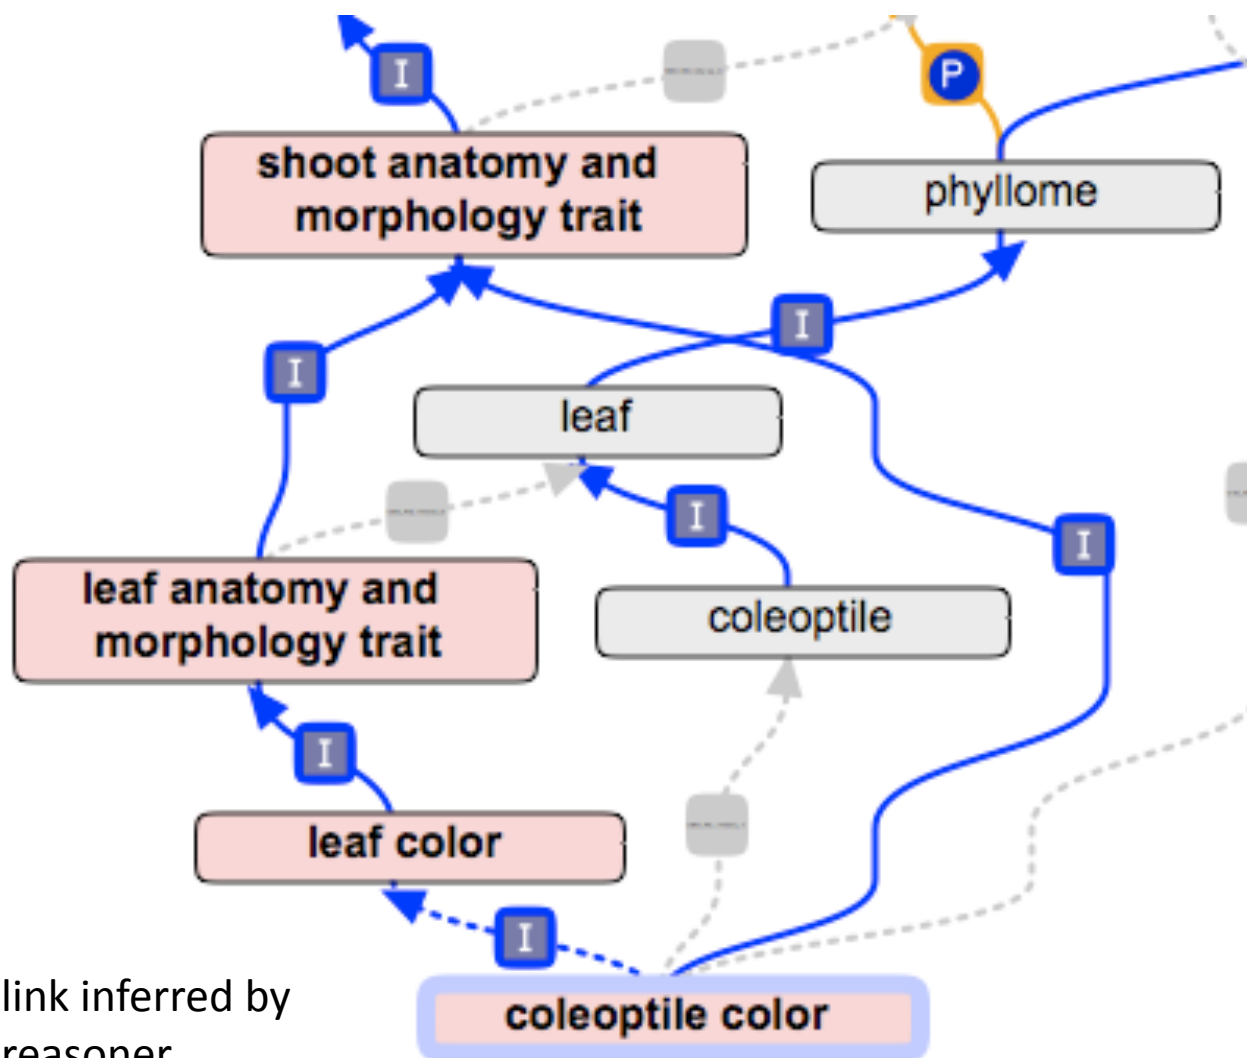 I
P
shoot anatomy and
morphology trait
phyllome
I
I
leaf
I
I
leaf anatomy and
morphology trait
coleoptile
I
leaf color
I
link inferred by
reasoner
coleoptile color